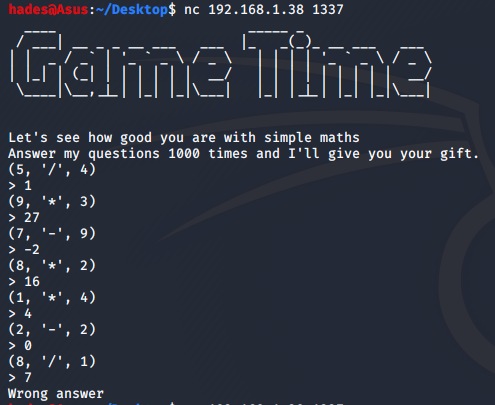 hades@Asus:~/Desktop$ nc 192.168.1.38 1337
Game Time
Let's see how good you are with simple maths
Answer my questions 1000 times and I'll give you your gift.
(5, '/', 4)
> 1
(9, '*', 3)
> 27
(7, '-', 9)
> -2
(8, '*', 2)
> 16
(1, '*', 4)
> 4
(2, '-', 2)
> 0
(8, '/', 1)
> 7
Wrong answer